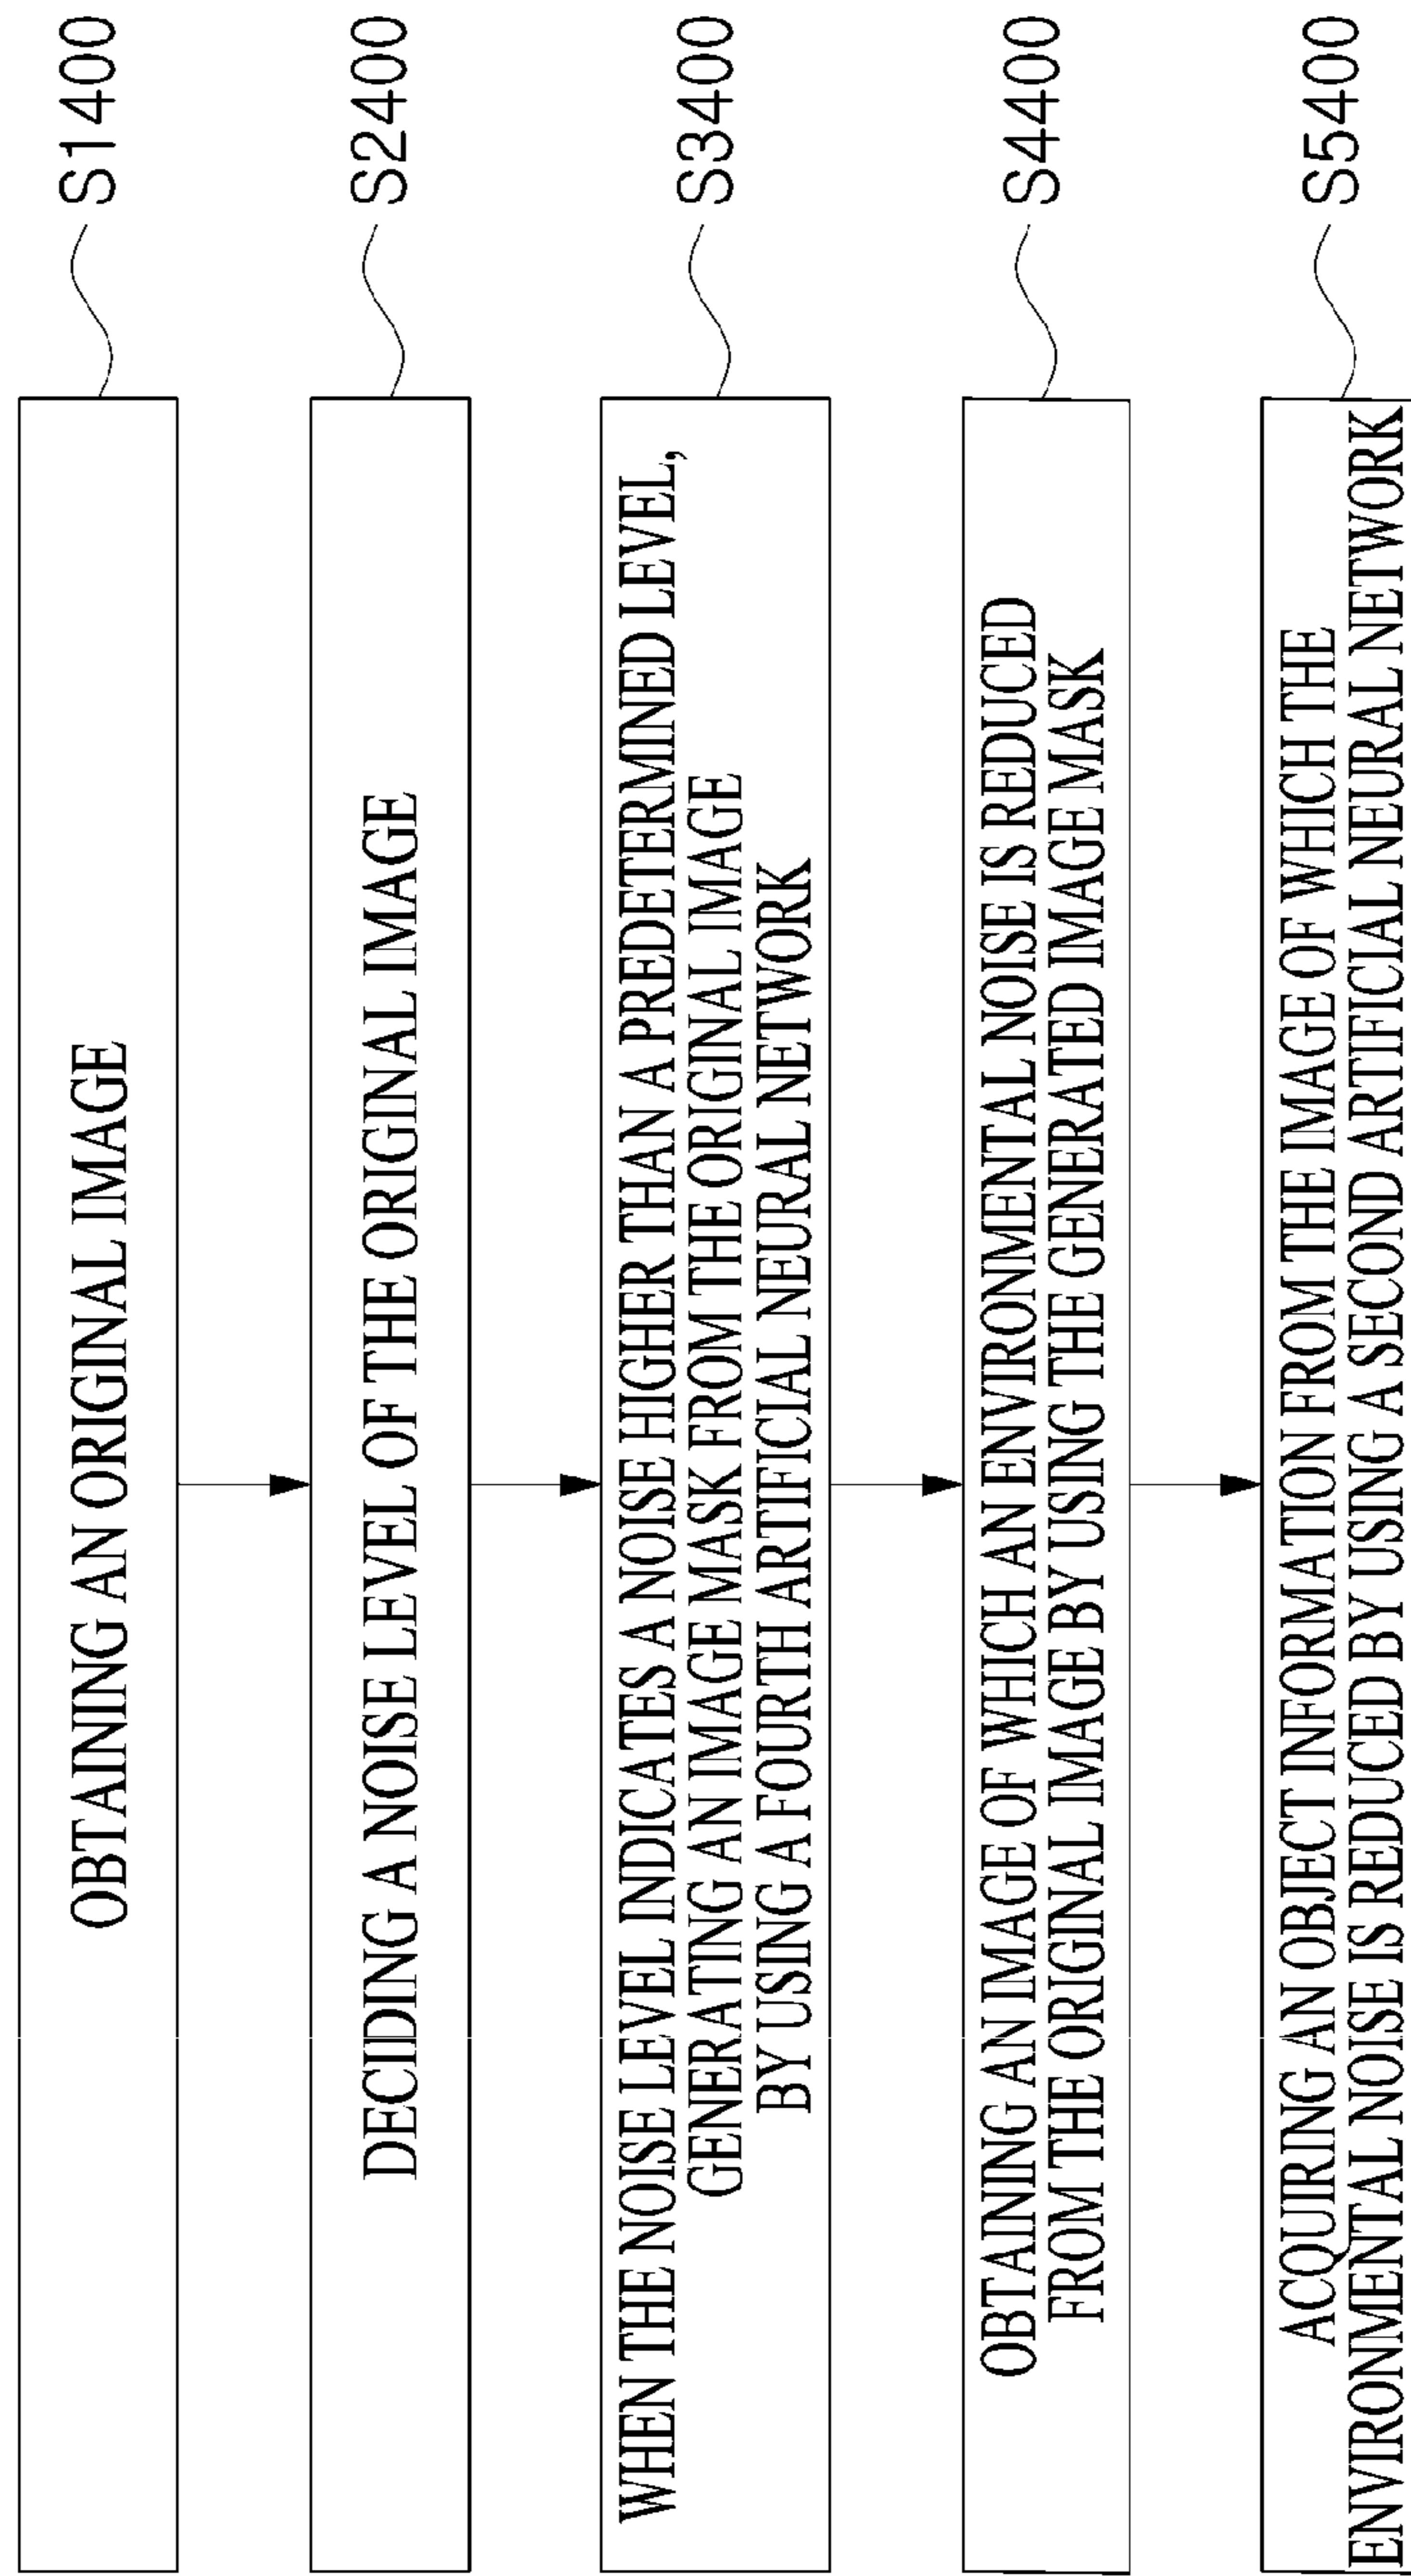 OBTAINING AN ORIGINAL IMAGE
S1400
DECIDING A NOISE LEVEL OF THE ORIGINAL IMAGE
S2400
WHEN THE NOISE LEVEL INDICATES A NOISE HIGHER THAN A PREDETERMINED LEVEL,
GENERATING AN IMAGE MASK FROM THE ORIGINAL IMAGE
BY USING A FOURTH ARTIFICIAL NEURAL NETWORK
S3400
OBTAINING AN IMAGE OF WHICH AN ENVIRONMENTAL NOISE IS REDUCED
FROM THE ORIGINAL IMAGE BY USING THE GENERATED IMAGE MASK
S4400
ACQUIRING AN OBJECT INFORMATION FROM THE IMAGE OF WHICH THE
ENVIRONMENTAL NOISE IS REDUCED BY USING A SECOND ARTIFICIAL NEURAL NETWORK
S5400